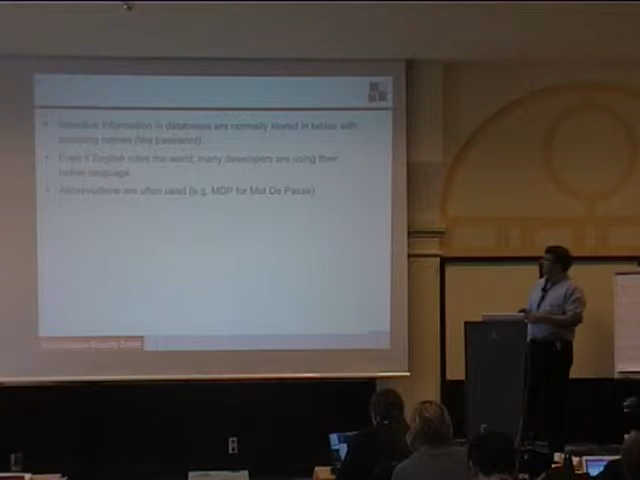 • Sensitive information in databases are normally stored in tables with
names (like password)
• Even if English rules the world, many developers are using their
native language
• Abbreviations are often used (e.g. MDP for Mot De Passe)